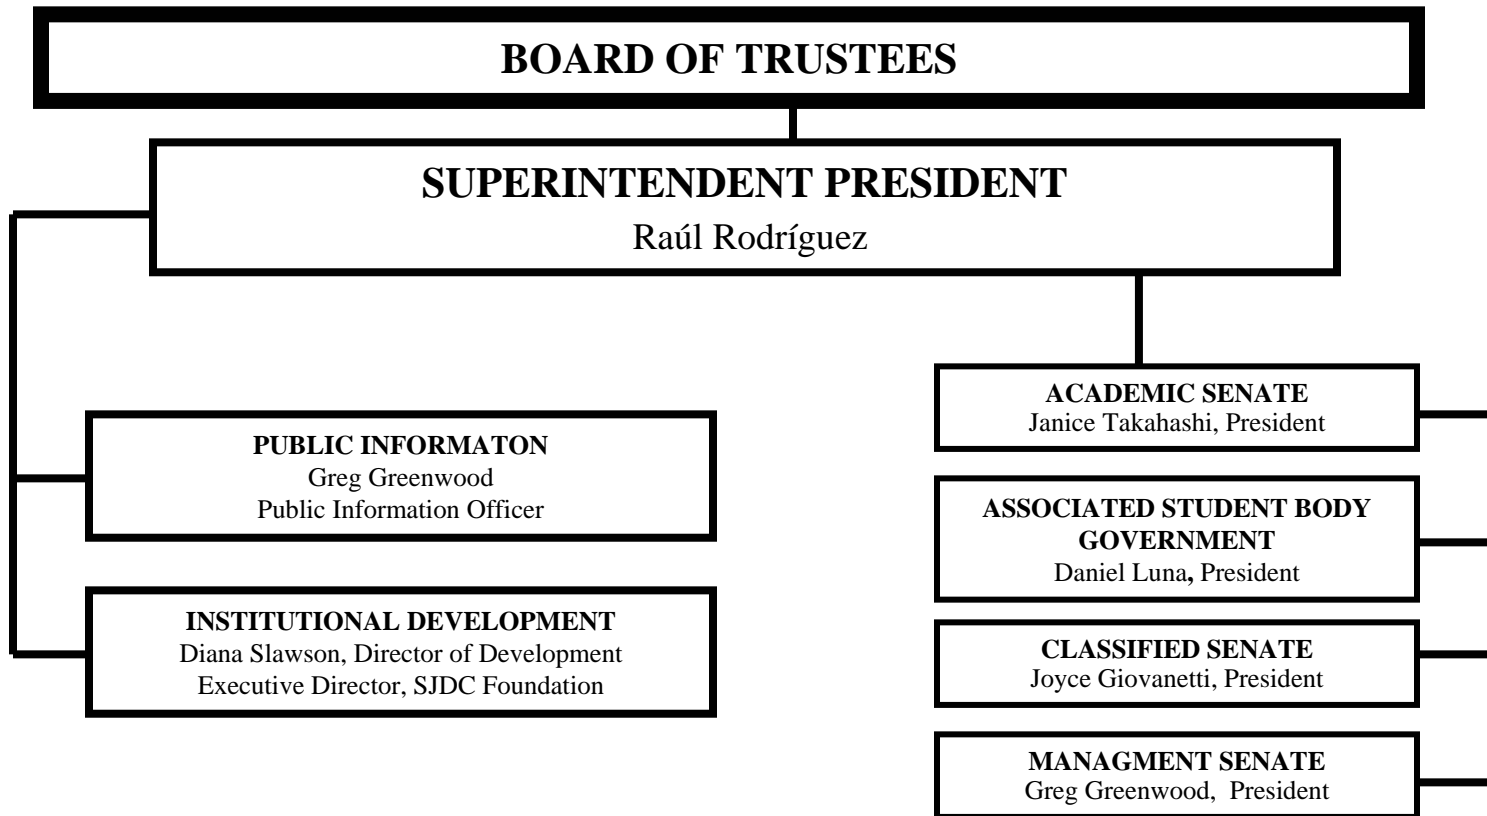 BOARD OF TRUSTEES
SUPERINTENDENT PRESIDENT
Raúl Rodríguez
PUBLIC INFORMATON
Greg Greenwood
Public Information Officer
INSTITUTIONAL DEVELOPMENT
Diana Slawson, Director of Development
Executive Director, SJDC Foundation
ACADEMIC SENATE
Janice Takahashi, President
ASSOCIATED STUDENT BODY
GOVERNMENT
Daniel Luna, President
CLASSIFIED SENATE
Joyce Giovanetti, President
MANAGMENT SENATE
Greg Greenwood, President